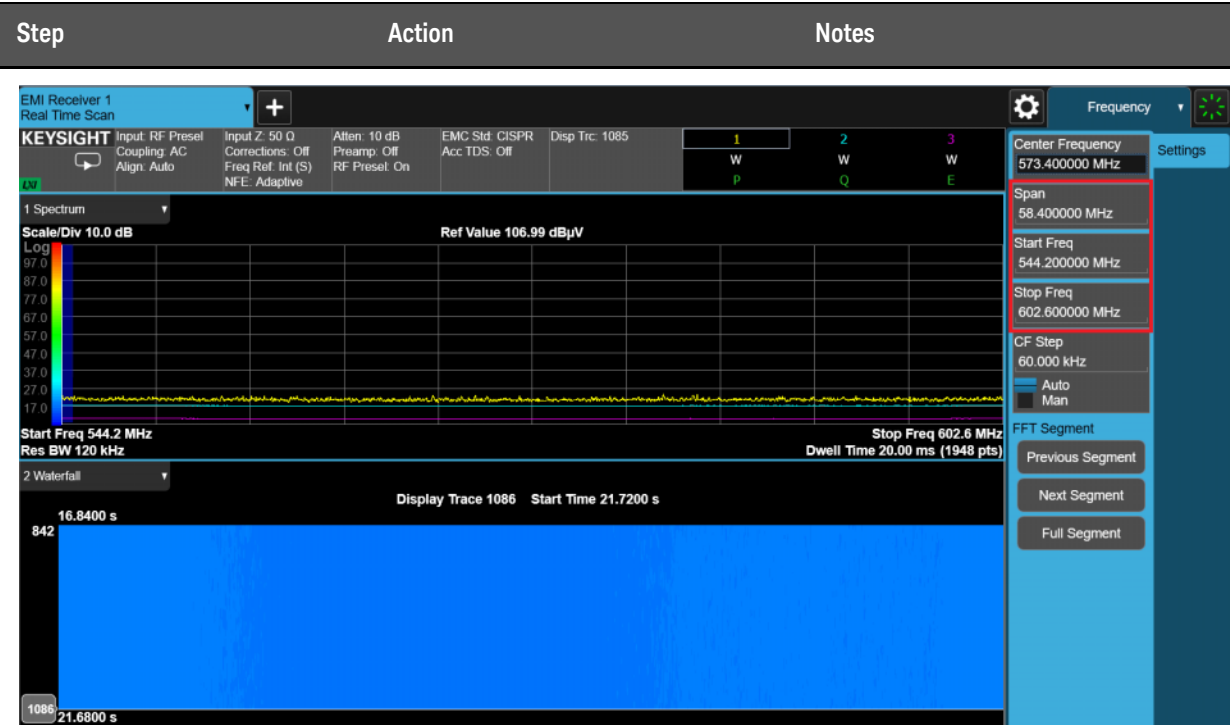 Step Action Notes
EMI Receiver 1
Real Time Scan
Frequency
KEYSIGHT
LXI
Input: RF Presel
Coupling: AC
Align: Auto
Input Z: 50 Ω
Corrections: Off
Freq Ref: Int (S)
NFE: Adaptive
Atten: 10 dB
Preamp: Off
RF Presel: On
EMC Std: CISPR
Acc TDS: Off
Disp Trc: 1085
1 2 3
W W W
P Q E
1 Spectrum
Scale/Div 10.0 dB
Ref Value 106.99 dBµV
Log
97.0
87.0
77.0
67.0
57.0
47.0
37.0
27.0
17.0
Start Freq 544.2 MHz
Res BW 120 kHz
Stop Freq 602.6 MHz
Dwell Time 20.00 ms (1948 pts)
2 Waterfall
Display Trace 1086 Start Time 21.7200 s
16.8400 s
842
1086
21.6800 s
Center Frequency
573.400000 MHz
Span
58.400000 MHz
Start Freq
544.200000 MHz
Stop Freq
602.600000 MHz
CF Step
60.000 kHz
Auto
Man
FFT Segment
Previous Segment
Next Segment
Full Segment
Settings